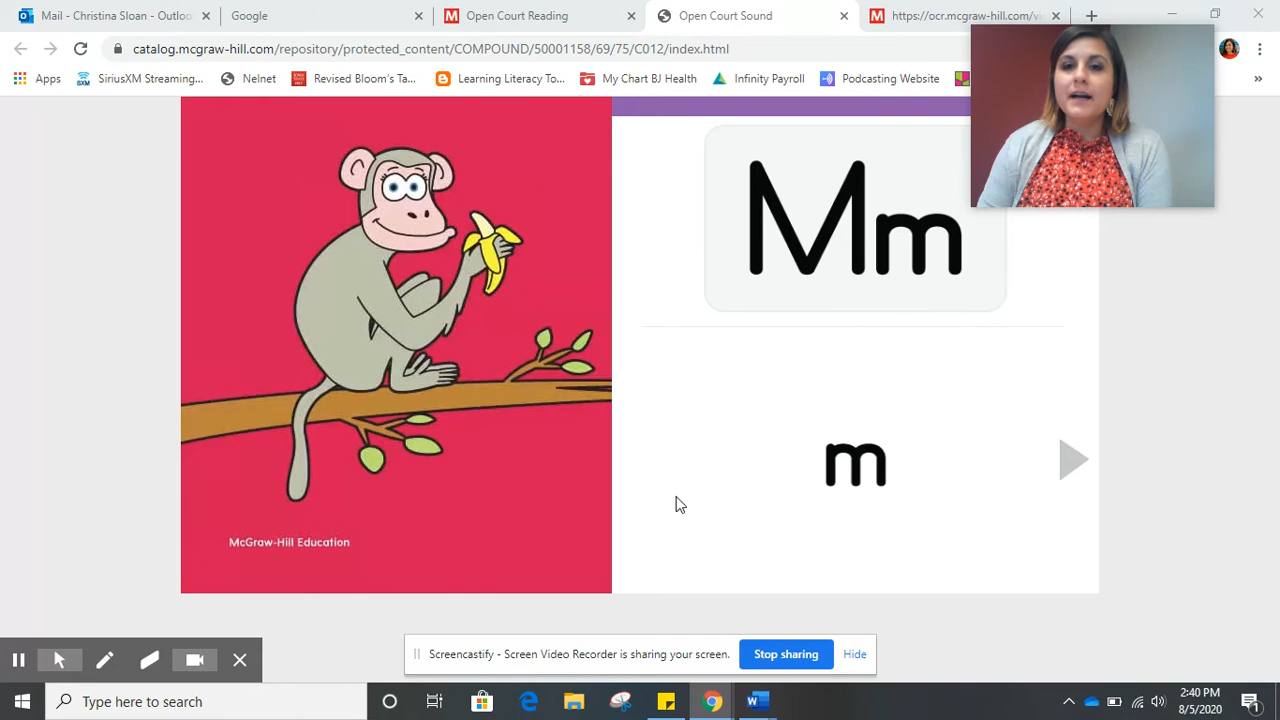 Mail - Christina Sloan - Outloo
Google
Open Court Reading
Open Court Sound
https://ocr.mcgraw-hill.com/v
catalog.mcgraw-hill.com/repository/protected_content/COMPOUND/50001158/69/75/C012/index.html
Apps
SiriusXM Streaming...
Nelnet
Revised Bloom's Ta...
Learning Literacy To...
My Chart BJ Health
Infinity Payroll
Podcasting Website
»
Mm
m
McGraw-Hill Education
Screencastify - Screen Video Recorder is sharing your screen.
Stop sharing
Hide
Type here to search
2:40 PM
8/5/2020
1